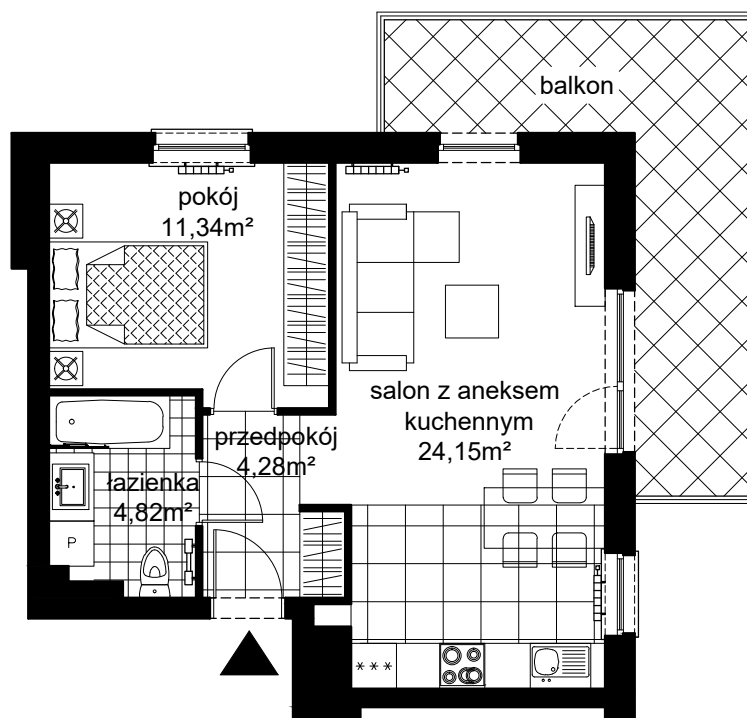 balkon
pokój
11,34m²
salon z aneksem
kuchennym
24,15m²
przedpokój
4,28m²
łazienka
4,82m²
P
***